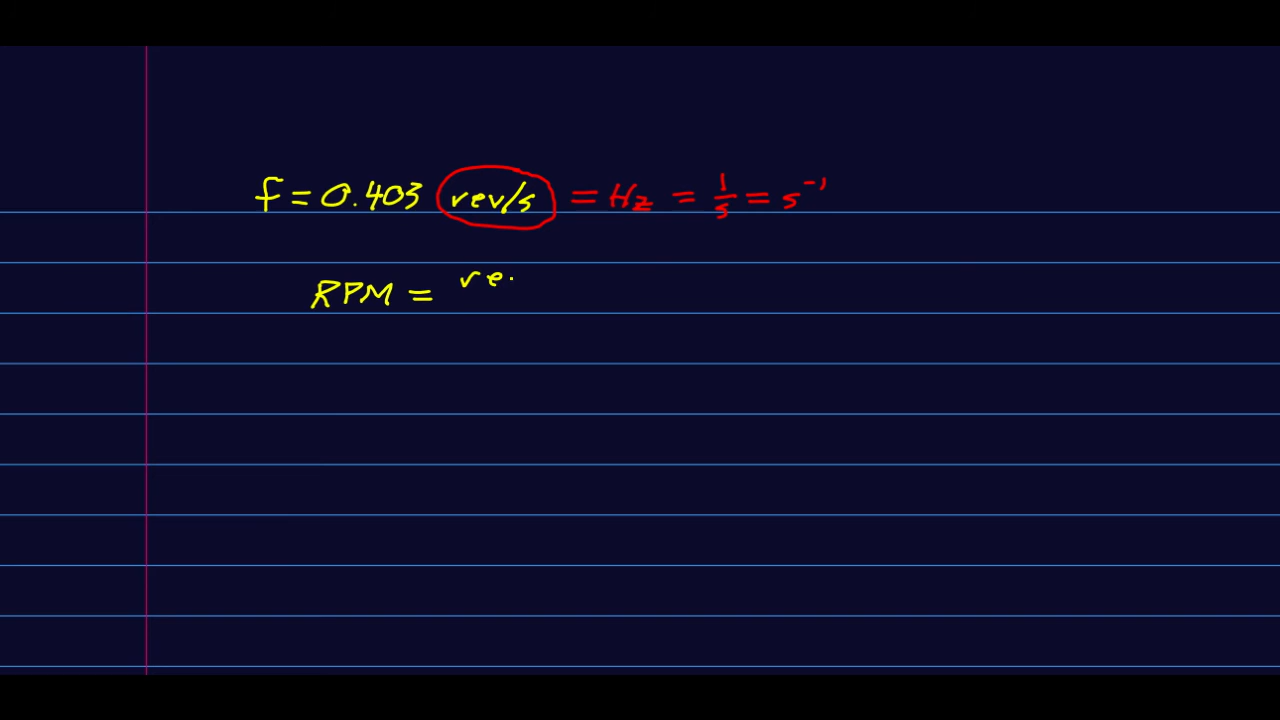 f = 0.403 rev/s = Hz = 1/s = s⁻¹
RPM = re.